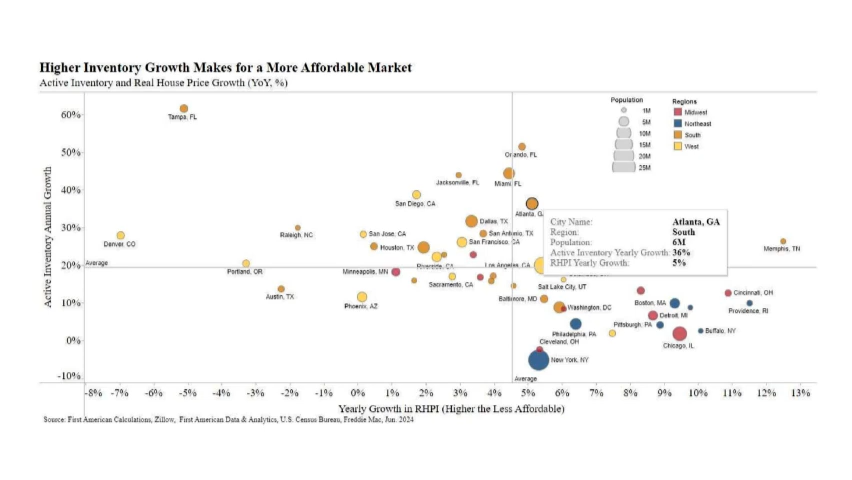 Higher Inventory Growth Makes for a More Affordable Market
Active Inventory and Real House Price Growth (YoY, %)
Active Inventory Annual Growth
60%
50%
40%
30%
20%
10%
0%
-10%
Population
1M
5M
10M
15M
20M
25M
Regions
Midwest
Northeast
South
West
Tampa, FL
Orlando, FL
Jacksonville, FL
Miami, FL
San Diego, CA
Atlanta, GA
Dallas, TX
Raleigh, NC
San Jose, CA
San Antonio, TX
Denver, CO
Houston, TX
San Francisco, CA
Memphis, TN
Average
Portland, OR
Riverside, CA
Los Angeles, CA
Minneapolis, MN
Sacramento, CA
Salt Lake City, UT
Austin, TX
Phoenix, AZ
Baltimore, MD
Washington, DC
Boston, MA
Cincinnati, OH
Providence, RI
Detroit, MI
Philadelphia, PA
Pittsburgh, PA
Buffalo, NY
Cleveland, OH
Chicago, IL
New York, NY
Average
City Name: Atlanta, GA
Region: South
Population: 6M
Active Inventory Yearly Growth: 36%
RHPI Yearly Growth: 5%
-8% -7% -6% -5% -4% -3% -2% -1% 0% 1% 2% 3% 4% 5% 6% 7% 8% 9% 10% 11% 12% 13%
Yearly Growth in RHPI (Higher the Less Affordable)
Source: First American Calculations, Zillow, First American Data & Analytics, U.S. Census Bureau, Freddie Mac, Jun. 2024